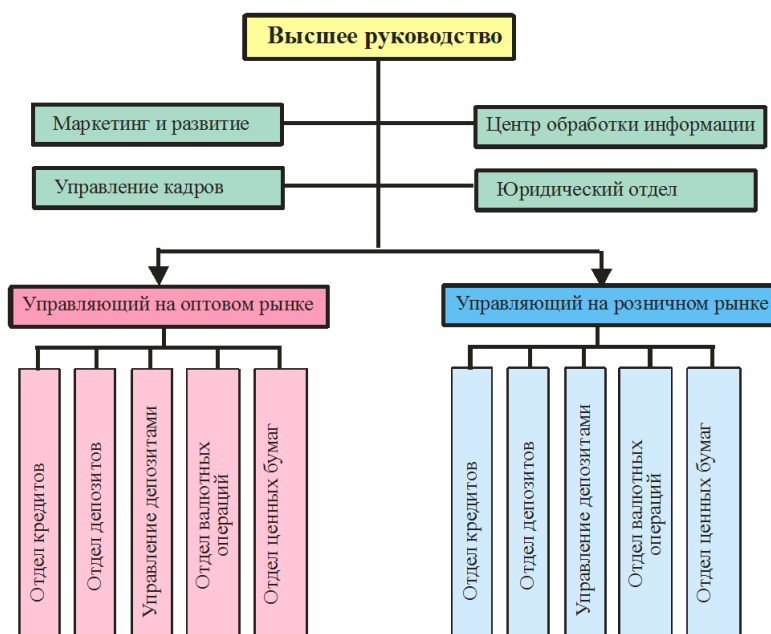 Высшее руководство
Маркетинг и развитие
Центр обработки информации
Управление кадров
Юридический отдел
Управляющий на оптовом рынке
Управляющий на розничном рынке
Отдел кредитов
Отдел депозитов
Управление депозитами
Отдел валютных
операций
Отдел ценных бумаг
Отдел кредитов
Отдел депозитов
Управление депозитами
Отдел валютных
операций
Отдел ценных бумаг